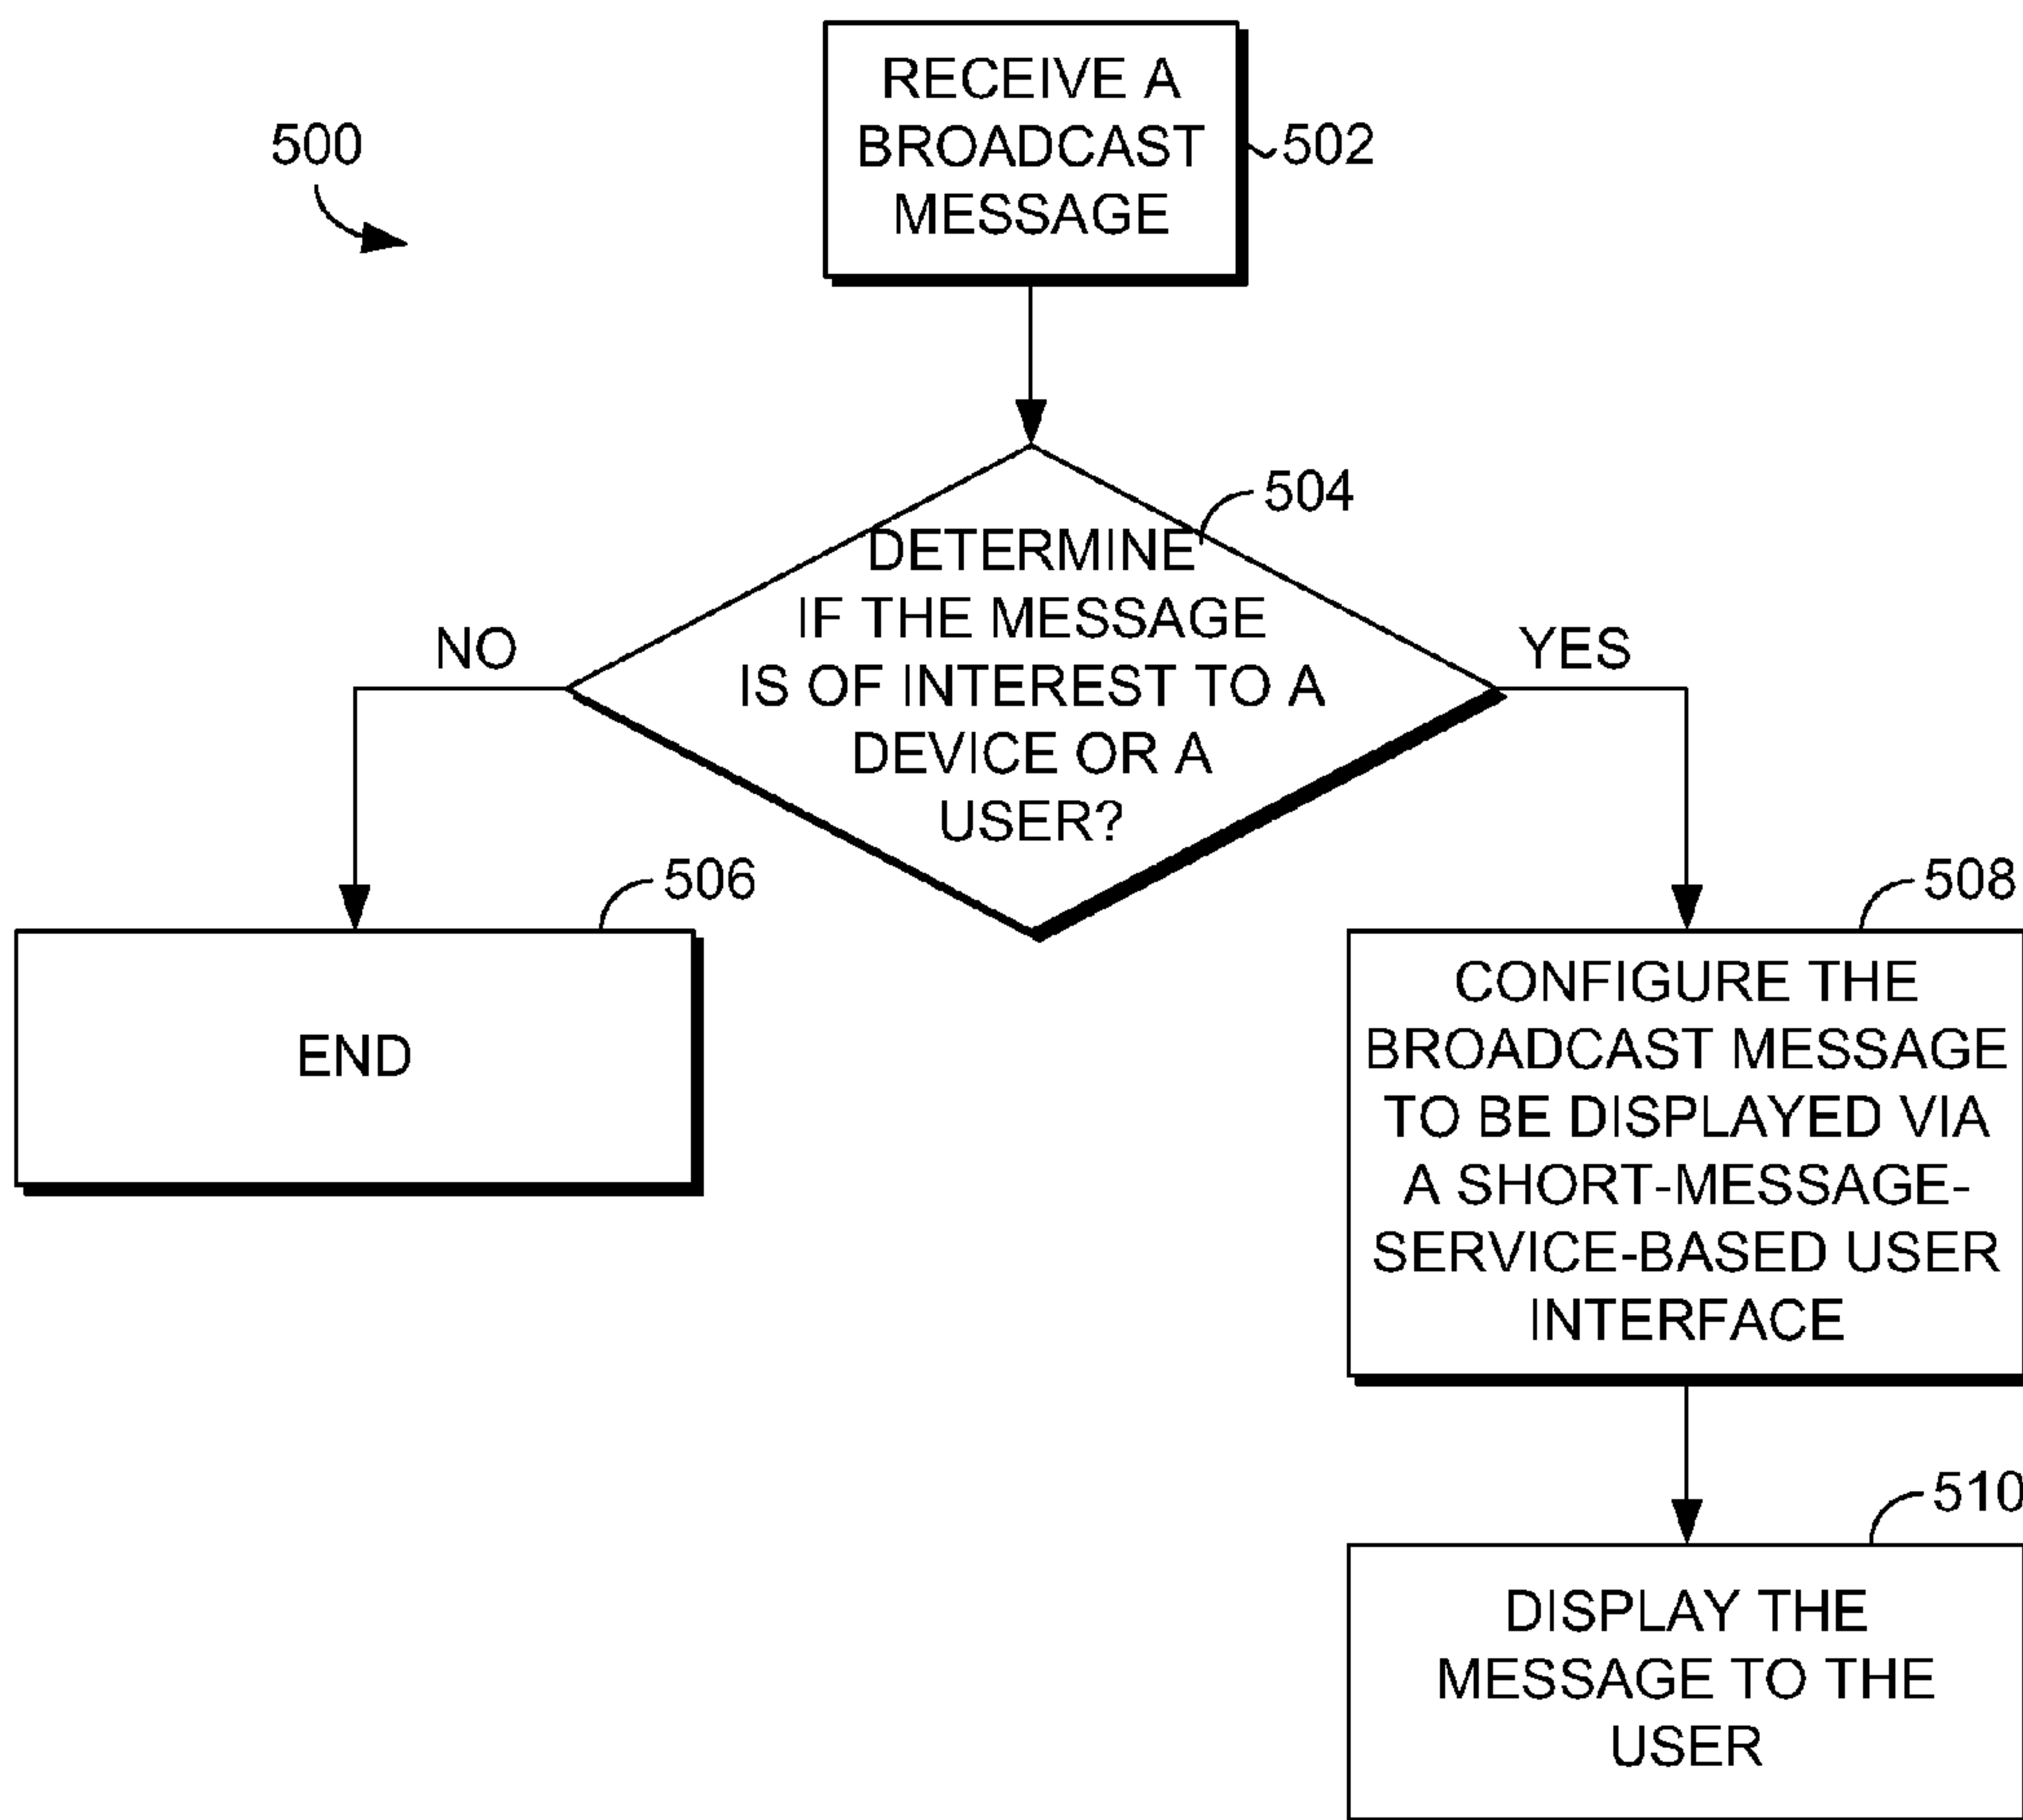 500
RECEIVE A
BROADCAST
MESSAGE
502
504
DETERMINE
IF THE MESSAGE
IS OF INTEREST TO A
DEVICE OR A
USER?
NO
YES
506
END
508
CONFIGURE THE
BROADCAST MESSAGE
TO BE DISPLAYED VIA
A SHORT-MESSAGE-
SERVICE-BASED USER
INTERFACE
510
DISPLAY THE
MESSAGE TO THE
USER